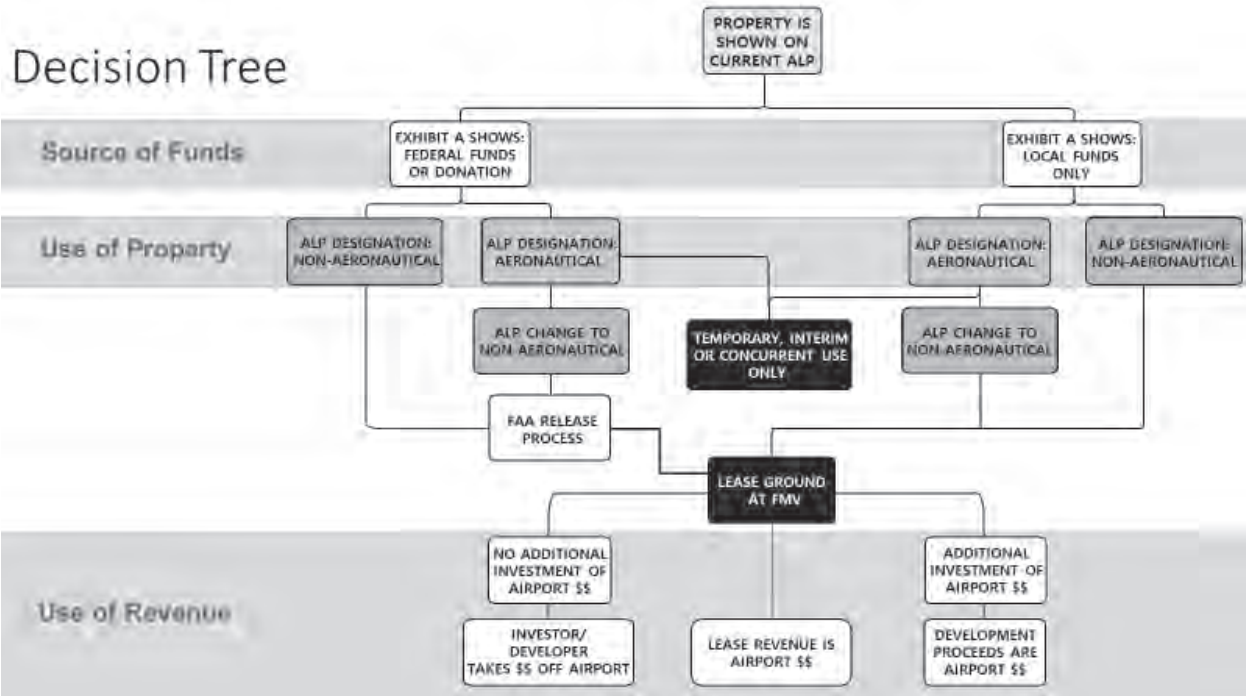 Decision Tree
PROPERTY IS
SHOWN ON
CURRENT ALP
Source of Funds
EXHIBIT A SHOWS:
FEDERAL FUNDS
OR DONATION
EXHIBIT A SHOWS:
LOCAL FUNDS
ONLY
Use of Property
ALP DESIGNATION:
NON-AERONAUTICAL
ALP DESIGNATION:
AERONAUTICAL
ALP DESIGNATION:
AERONAUTICAL
ALP DESIGNATION:
NON-AERONAUTICAL
ALP CHANGE TO
NON-AERONAUTICAL
TEMPORARY, INTERIM
OR CONCURRENT USE
ONLY
ALP CHANGE TO
NON-AERONAUTICAL
FAA RELEASE
PROCESS
LEASE GROUND
AT FMV
Use of Revenue
NO ADDITIONAL
INVESTMENT OF
AIRPORT $$
ADDITIONAL
INVESTMENT OF
AIRPORT $$
INVESTOR/
DEVELOPER
TAKES $$ OFF AIRPORT
LEASE REVENUE IS
AIRPORT $$
DEVELOPMENT
PROCEEDS ARE
AIRPORT $$